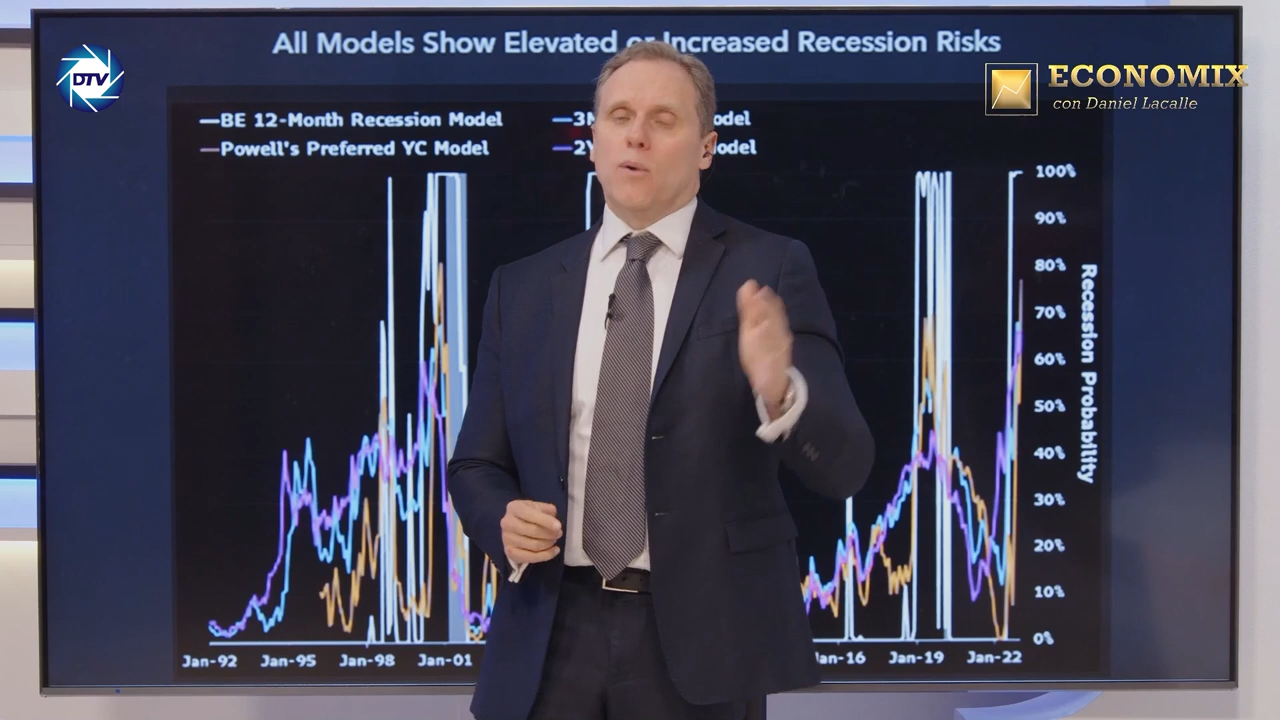 All Models Show Elevated or Increased Recession Risks
DTV
ECONOMIX
con Daniel Lacalle
BE 12-Month Recession Model
Powell's Preferred YC Model
100%
90%
80%
70%
60%
50%
40%
30%
20%
10%
0%
Recession Probability
Jan-92 Jan-95 Jan-98 Jan-01 Jan-16 Jan-19 Jan-22